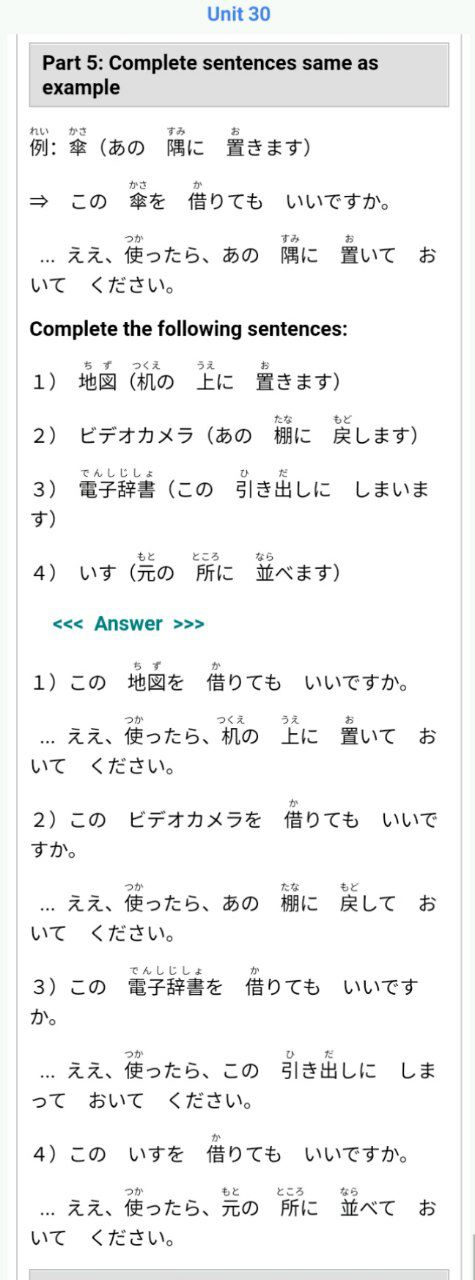 Unit 30
Part 5: Complete sentences same as
example
れい かさ すみ お
例: 傘（あの 隅に 置きます）
かさ か
⇒ この 傘を 借りても いいですか。
つか すみ お
... ええ、使ったら、あの 隅に 置いて お
いて ください。
Complete the following sentences:
ち ず つくえ うえ お
１） 地図（机の 上に 置きます）
たな もど
２） ビデオカメラ（あの 棚に 戻します）
でんしじしょ ひ だ
３） 電子辞書（この 引き出しに しまいま
す）
もと ところ なら
４） いす（元の 所に 並べます）
<<< Answer >>>
ち ず か
１）この 地図を 借りても いいですか。
つか つくえ うえ お
... ええ、使ったら、机の 上に 置いて お
いて ください。
か
２）この ビデオカメラを 借りても いいで
すか。
つか たな もど
... ええ、使ったら、あの 棚に 戻して お
いて ください。
でんしじしょ か
３）この 電子辞書を 借りても いいです
か。
つか ひ だ
... ええ、使ったら、この 引き出しに しま
って おいて ください。
か
４）この いすを 借りても いいですか。
つか もと ところ なら
... ええ、使ったら、元の 所に 並べて お
いて ください。